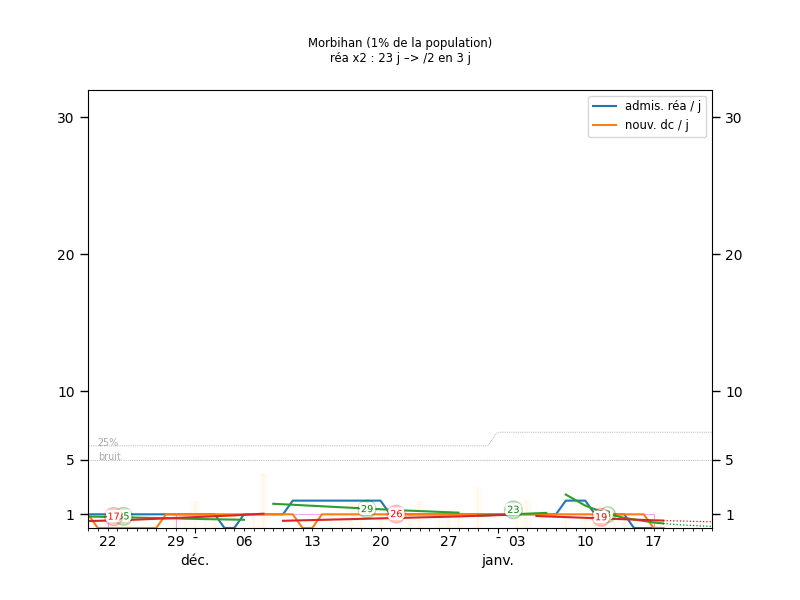 Morbihan (1% de la population)
réa x2 : 23 j –> /2 en 3 j
admis. réa / j
nouv. dc / j
30 30
20 20
10 10
25%
bruit
5 5
1 1
17 29 26 23 19
22 29 - 06 13 20 27 - 03 10 17
déc. janv.